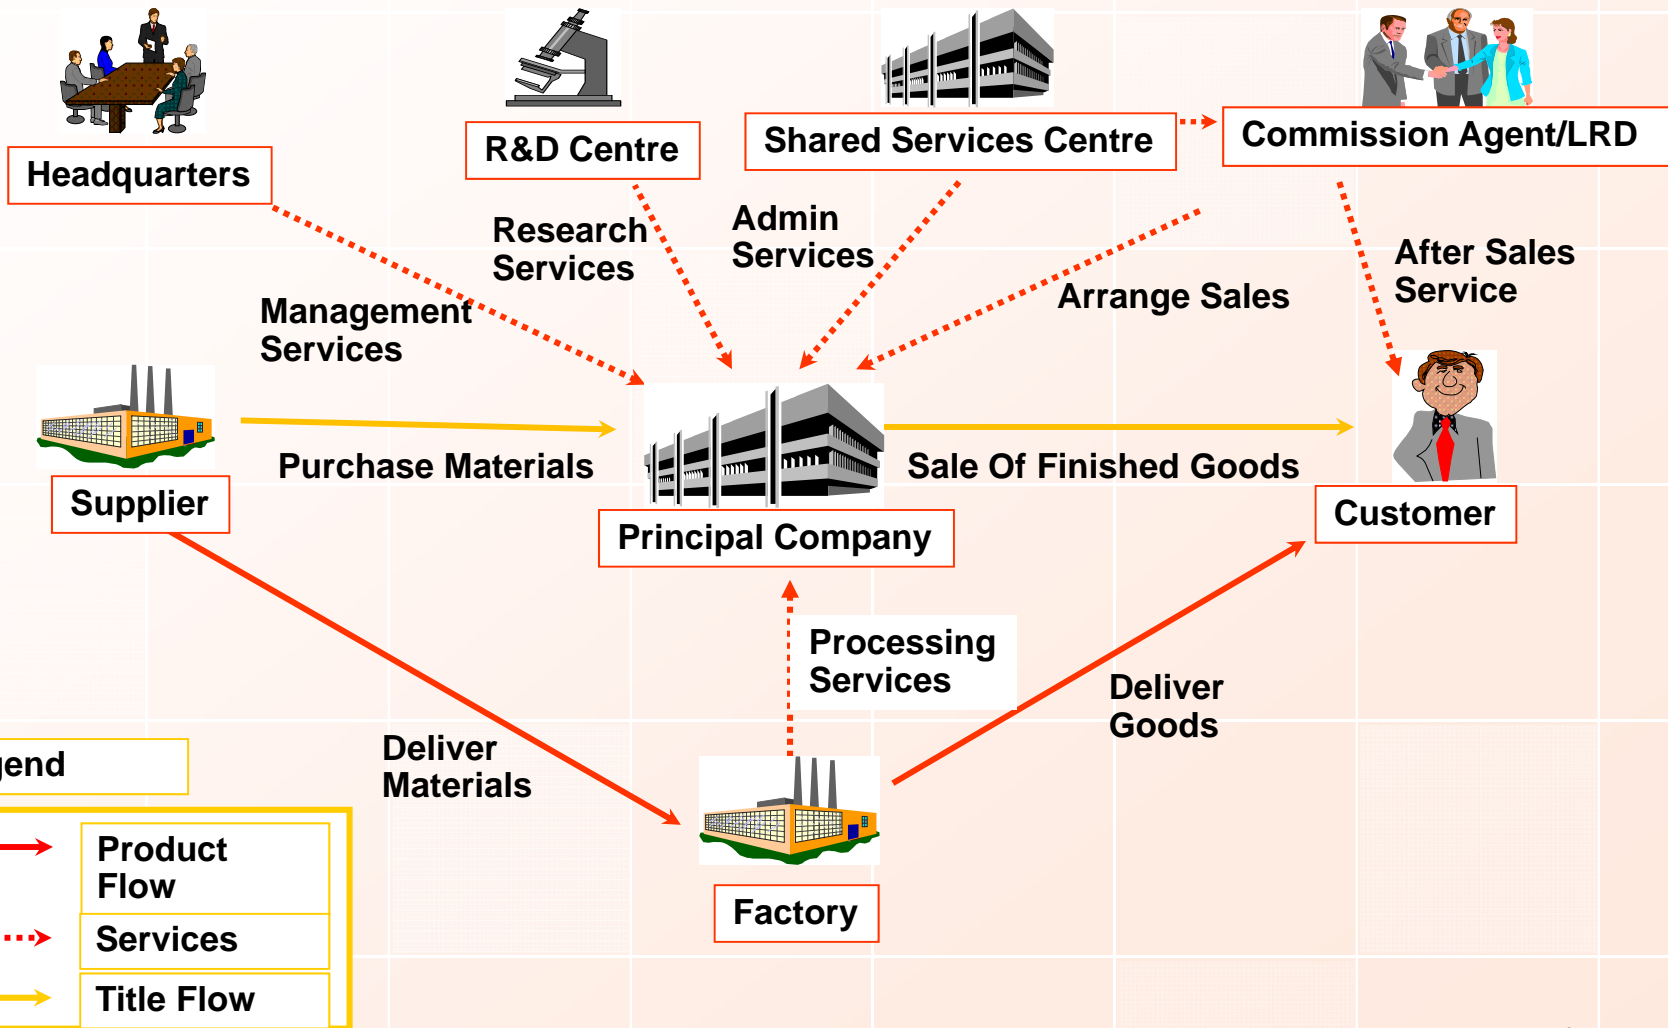 Headquarters
R&D Centre
Shared Services Centre
Commission Agent/LRD
Research
Services
Admin
Services
Management
Services
Arrange Sales
After Sales
Service
Purchase Materials
Sale Of Finished Goods
Supplier
Principal Company
Customer
Processing
Services
Deliver
Goods
Deliver
Materials
Factory
gend
Product
Flow
Services
Title Flow